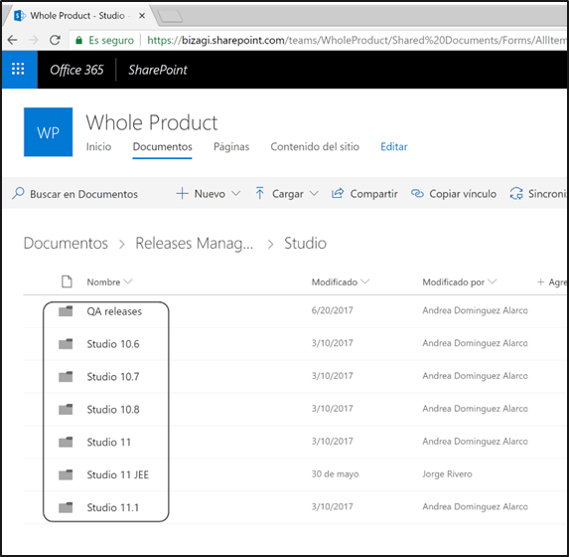 Whole Product - Studio -
Es seguro https://bizagi.sharepoint.com/teams/WholeProduct/Shared%20Documents/Forms/AllItem
Office 365 SharePoint
WP Whole Product
Inicio Documentos Páginas Contenido del sitio Editar
Buscar en Documentos Nuevo Cargar Compartir Copiar vínculo Sincroni
Documentos > Releases Manag... > Studio
Nombre Modificado Modificado por + Agre
QA releases 6/20/2017 Andrea Dominguez Alarco
Studio 10.6 3/10/2017 Andrea Dominguez Alarco
Studio 10.7 3/10/2017 Andrea Dominguez Alarco
Studio 10.8 3/10/2017 Andrea Dominguez Alarco
Studio 11 3/10/2017 Andrea Dominguez Alarco
Studio 11 JEE 30 de mayo Jorge Rivero
Studio 11.1 3/10/2017 Andrea Dominguez Alarco